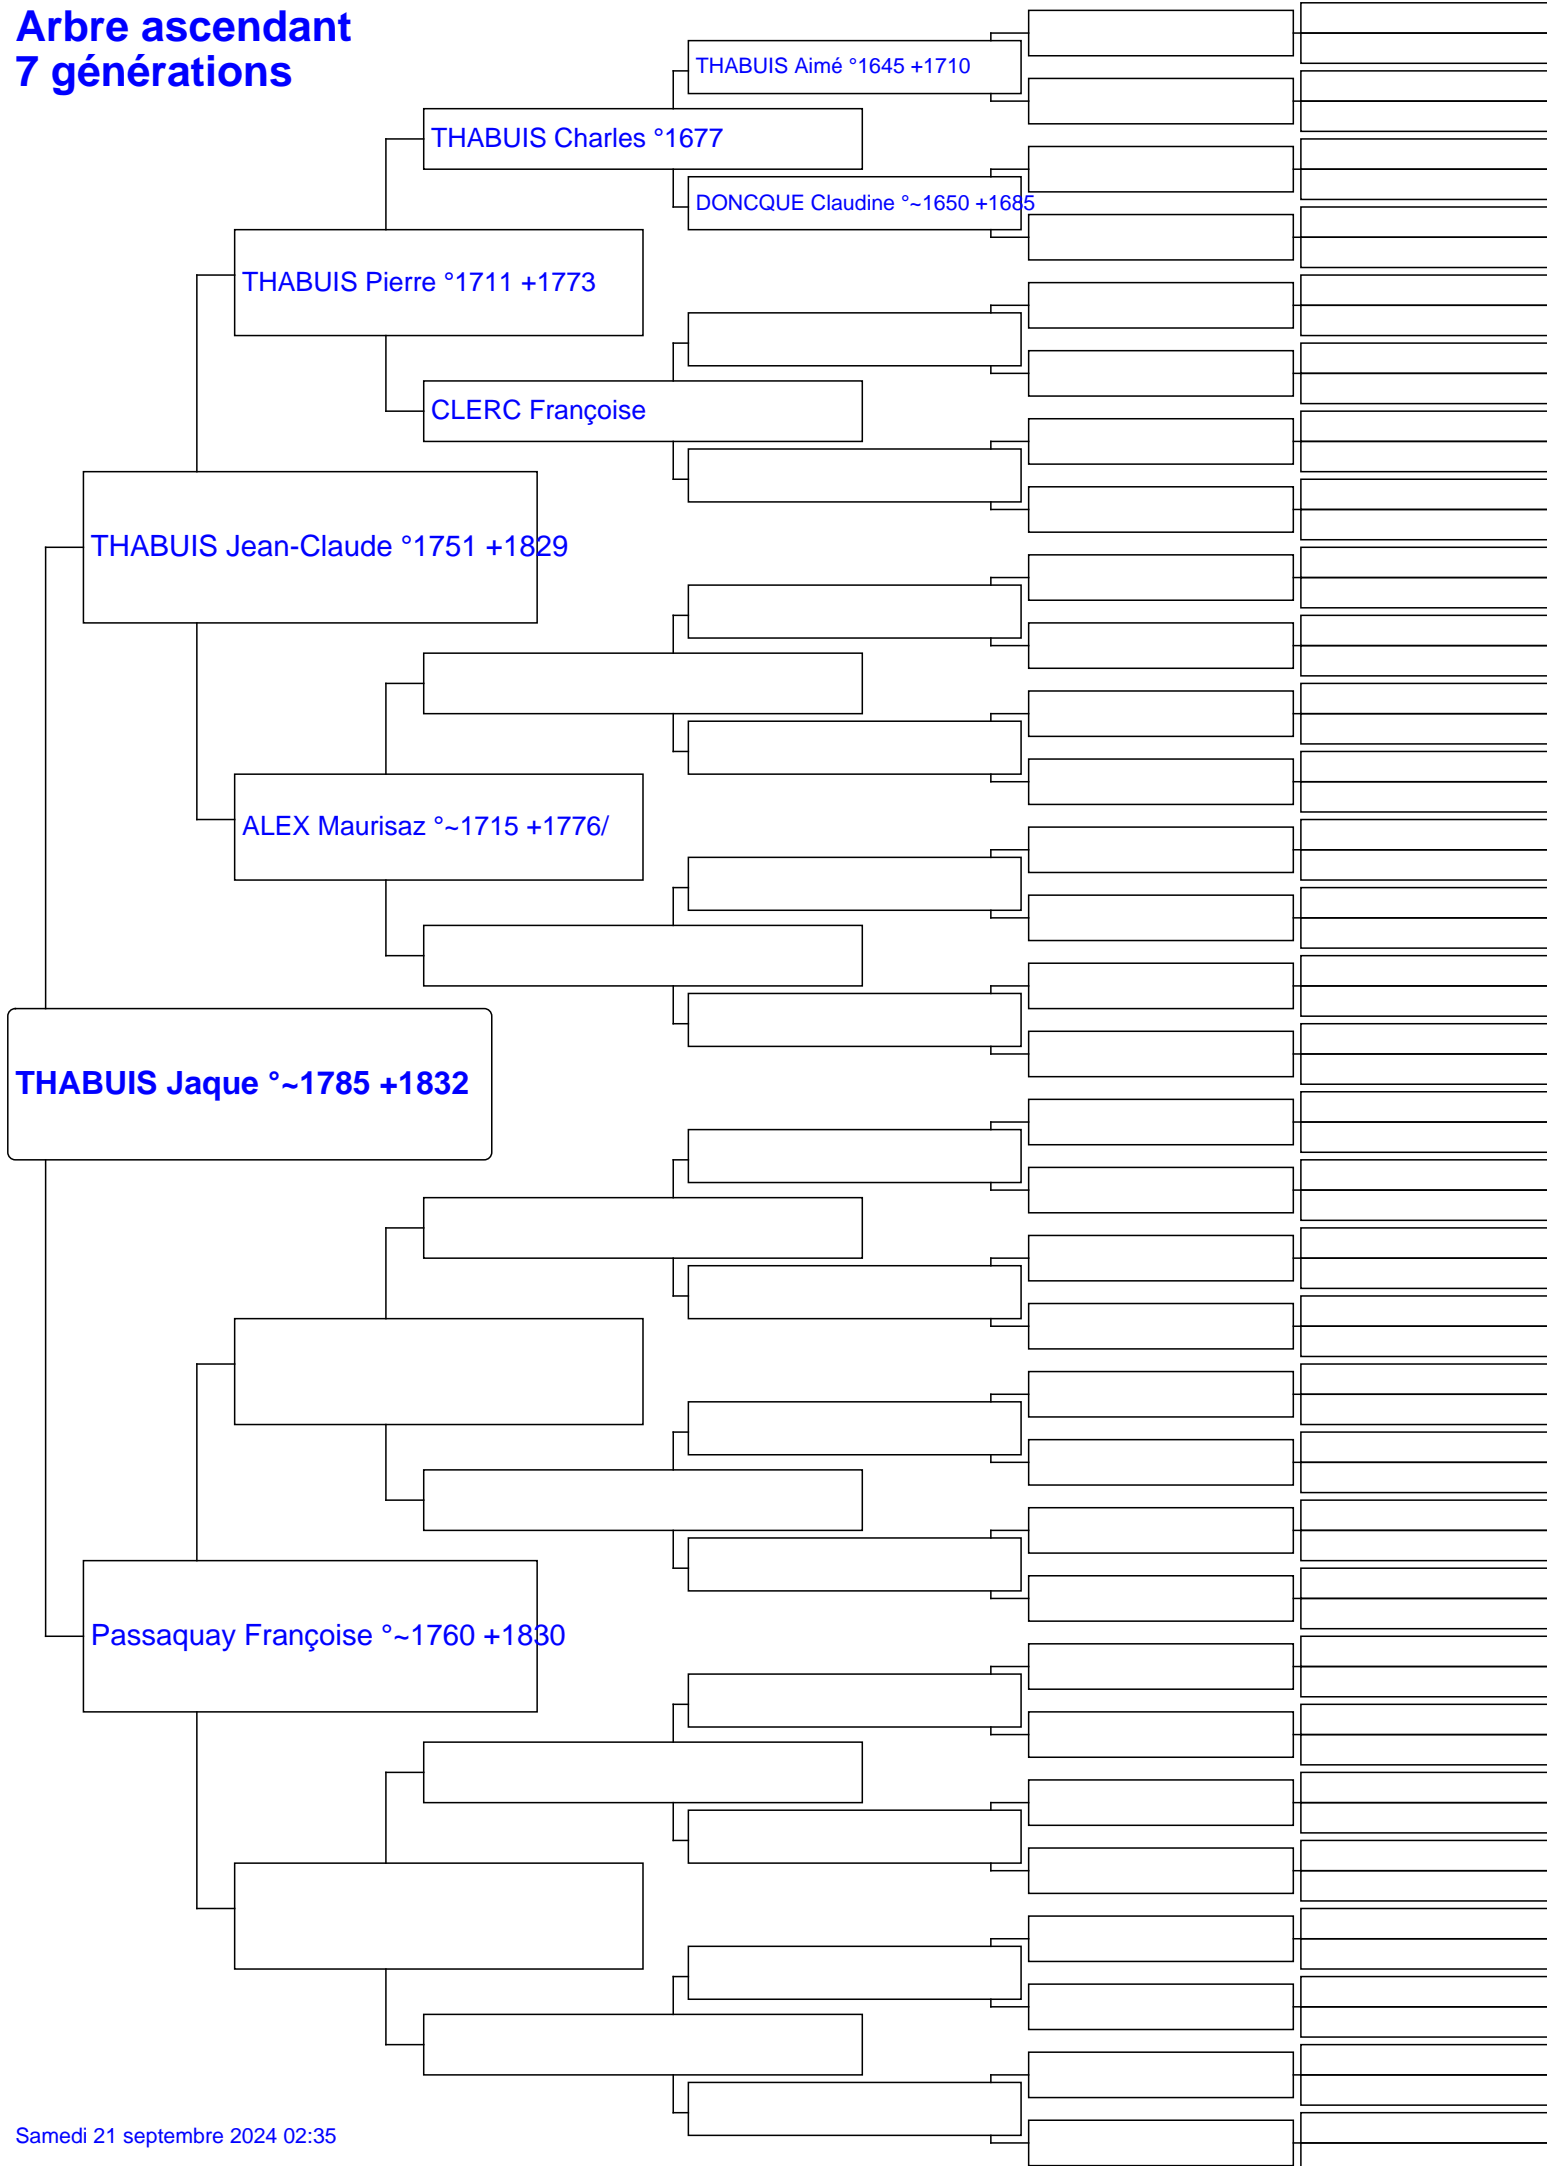 Arbre ascendant
7 générations
THABUIS Aimé °1645 +1710
THABUIS Charles °1677
DONCQUE Claudine °~1650 +1685
THABUIS Pierre °1711 +1773
CLERC Françoise
THABUIS Jean-Claude °1751 +1829
ALEX Maurisaz °~1715 +1776/
THABUIS Jaque °~1785 +1832
Passaquay Françoise °~1760 +1830
Samedi 21 septembre 2024 02:35